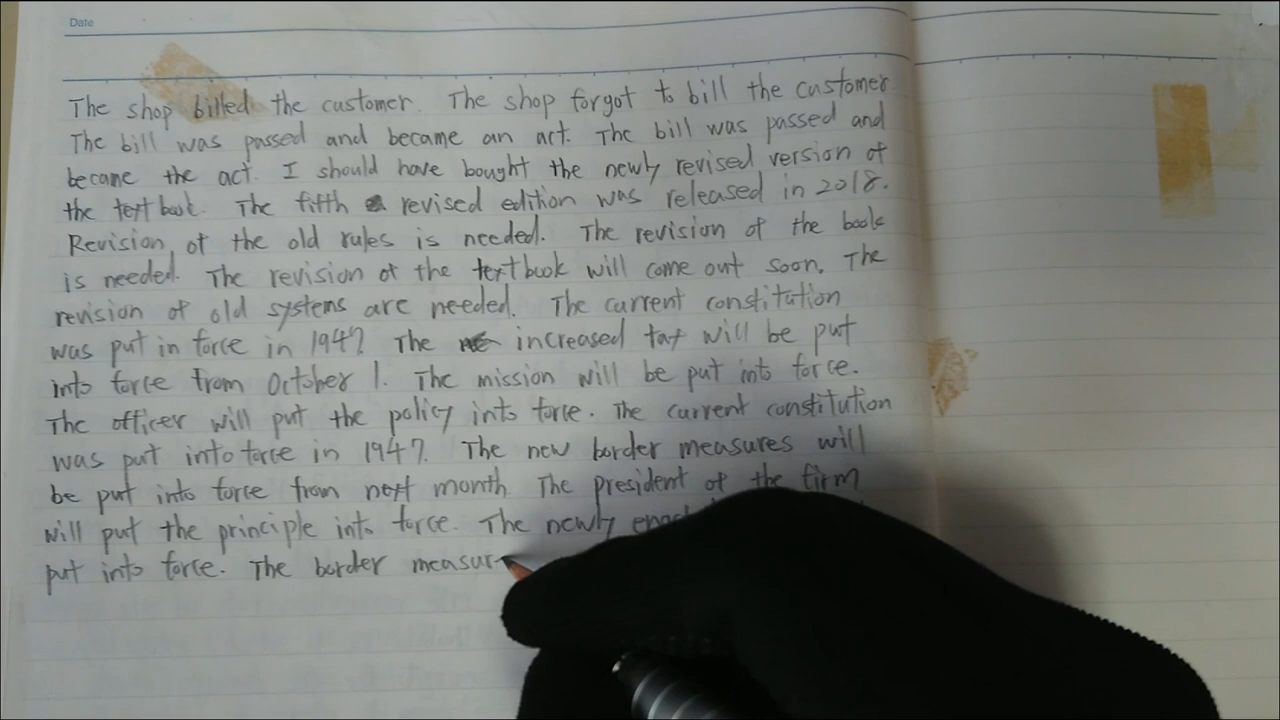 Date
The shop billed the customer. The shop forgot to bill the customer
The bill was passed and became an act. The bill was passed and
became the act. I should have bought the newly revised version of
the textbook. The fifth revised edition was released in 2018.
Revision of the old rules is needed. The revision of the book
is needed. The revision of the textbook will come out soon. The
revision of old systems are needed. The current constitution
was put in force in 1947. The increased tax will be put
into force from October 1. The mission will be put into force.
The officer will put the policy into force. The current constitution
was put into force in 1947. The new border measures will
be put into force from next month. The president of the firm
will put the principle into force. The newly
put into force. The border measur